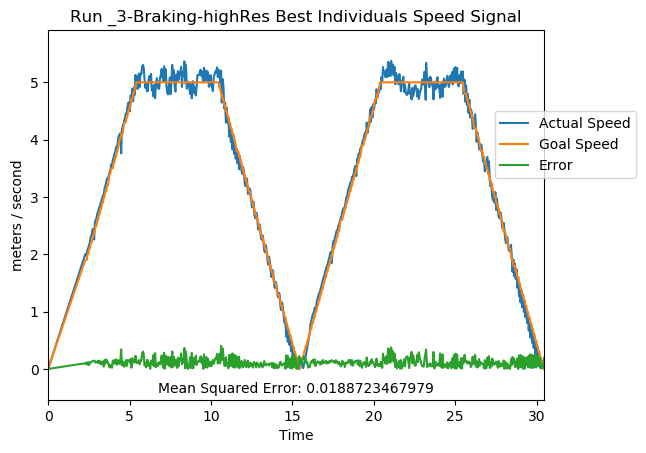 Run _3-Braking-highRes Best Individuals Speed Signal
meters / second
5
4
3
2
1
0
Actual Speed
Goal Speed
Error
Mean Squared Error: 0.0188723467979
0 5 10 15 20 25 30
Time